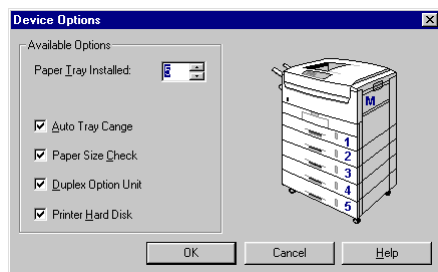 Device Options
Available Options
Paper Tray Installed: 5
Auto Tray Cange
Paper Size Check
Duplex Option Unit
Printer Hard Disk
M
1
2
3
4
5
OK Cancel Help